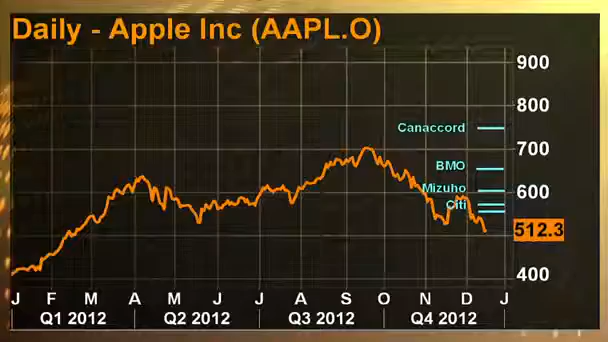 Daily - Apple Inc (AAPL.O)
900
800
Canaccord
700
BMO
Mizuho
600
Citi
512.3
400
J F M A M J J A S O N D J
Q1 2012 Q2 2012 Q3 2012 Q4 2012